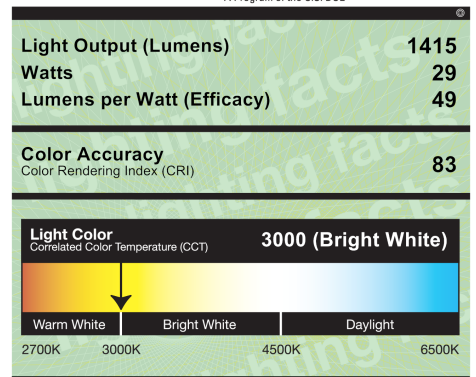 Light Output (Lumens) 1415
Watts 29
Lumens per Watt (Efficacy) 49
Color Accuracy
Color Rendering Index (CRI) 83
Light Color
Correlated Color Temperature (CCT) 3000 (Bright White)
Warm White Bright White Daylight
2700K 3000K 4500K 6500K